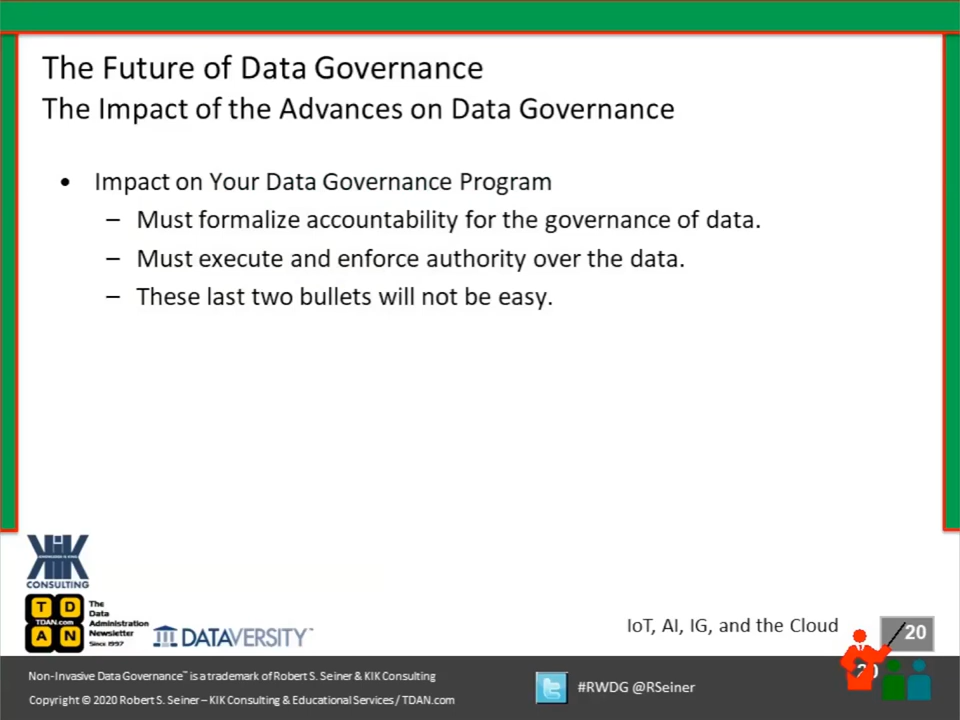 The Future of Data Governance
The Impact of the Advances on Data Governance
• Impact on Your Data Governance Program
– Must formalize accountability for the governance of data.
– Must execute and enforce authority over the data.
– These last two bullets will not be easy.
KIK
CONSULTING
T D
TDAN.com
A N
The
Data
Administration
Newsletter
Since 1997
DATAVERSITY™
IoT, AI, IG, and the Cloud
20
20
Non-Invasive Data Governance™ is a trademark of Robert S. Seiner & KIK Consulting
Copyright © 2020 Robert S. Seiner – KIK Consulting & Educational Services / TDAN.com
#RWDG @RSeiner